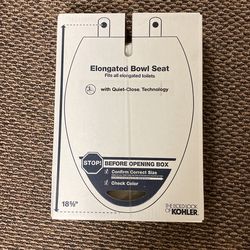 Elongated Bowl Seat
Fits all elongated toilets
with Quiet-Close™ Technology
STOP!
BEFORE OPENING BOX
Confirm Correct Size
Check Color
18⅝"
THE BOLD LOOK
OF KOHLER.